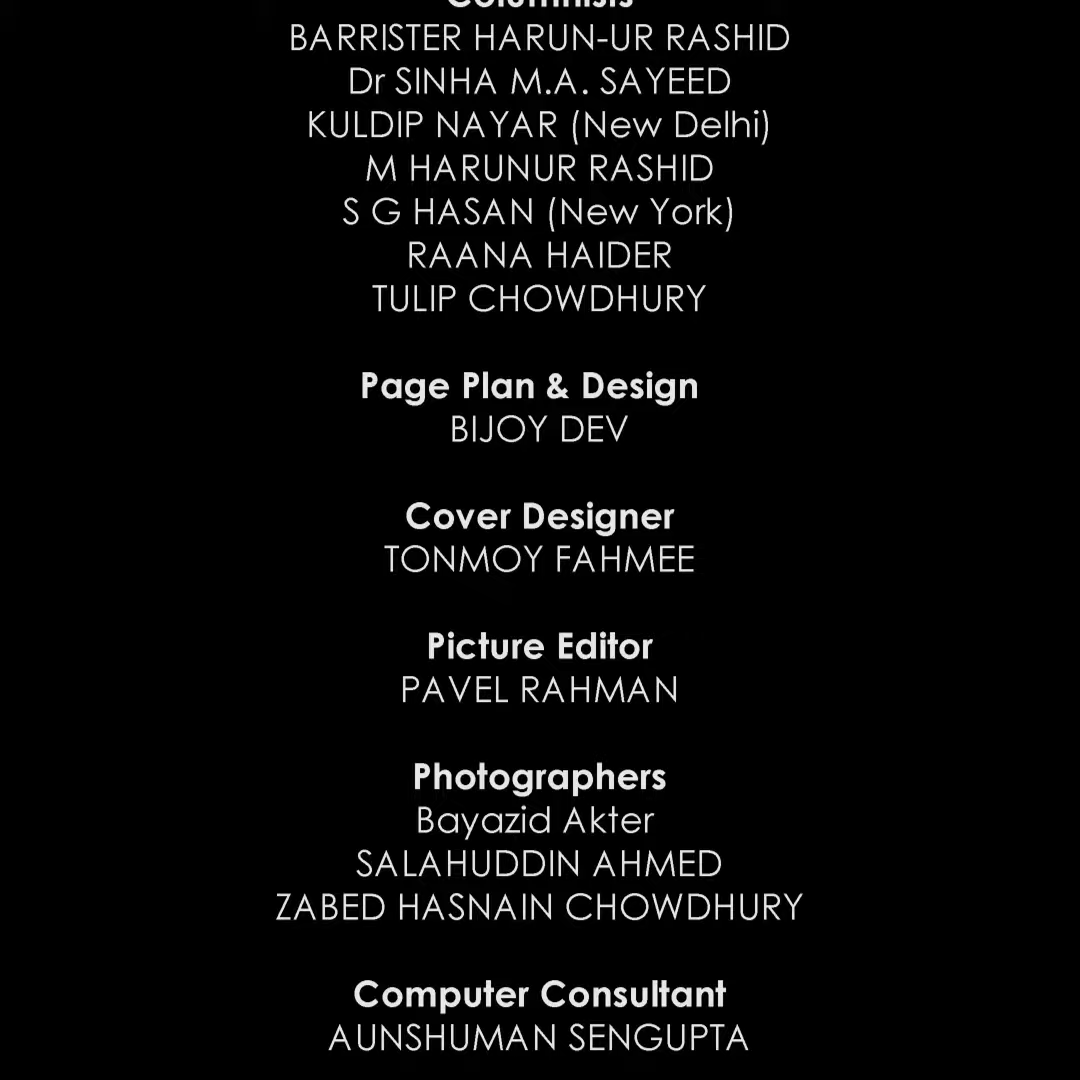 Columnists
BARRISTER HARUN-UR RASHID
Dr SINHA M.A. SAYEED
KULDIP NAYAR (New Delhi)
M HARUNUR RASHID
S G HASAN (New York)
RAANA HAIDER
TULIP CHOWDHURY
Page Plan & Design
BIJOY DEV
Cover Designer
TONMOY FAHMEE
Picture Editor
PAVEL RAHMAN
Photographers
Bayazid Akter
SALAHUDDIN AHMED
ZABED HASNAIN CHOWDHURY
Computer Consultant
AUNSHUMAN SENGUPTA